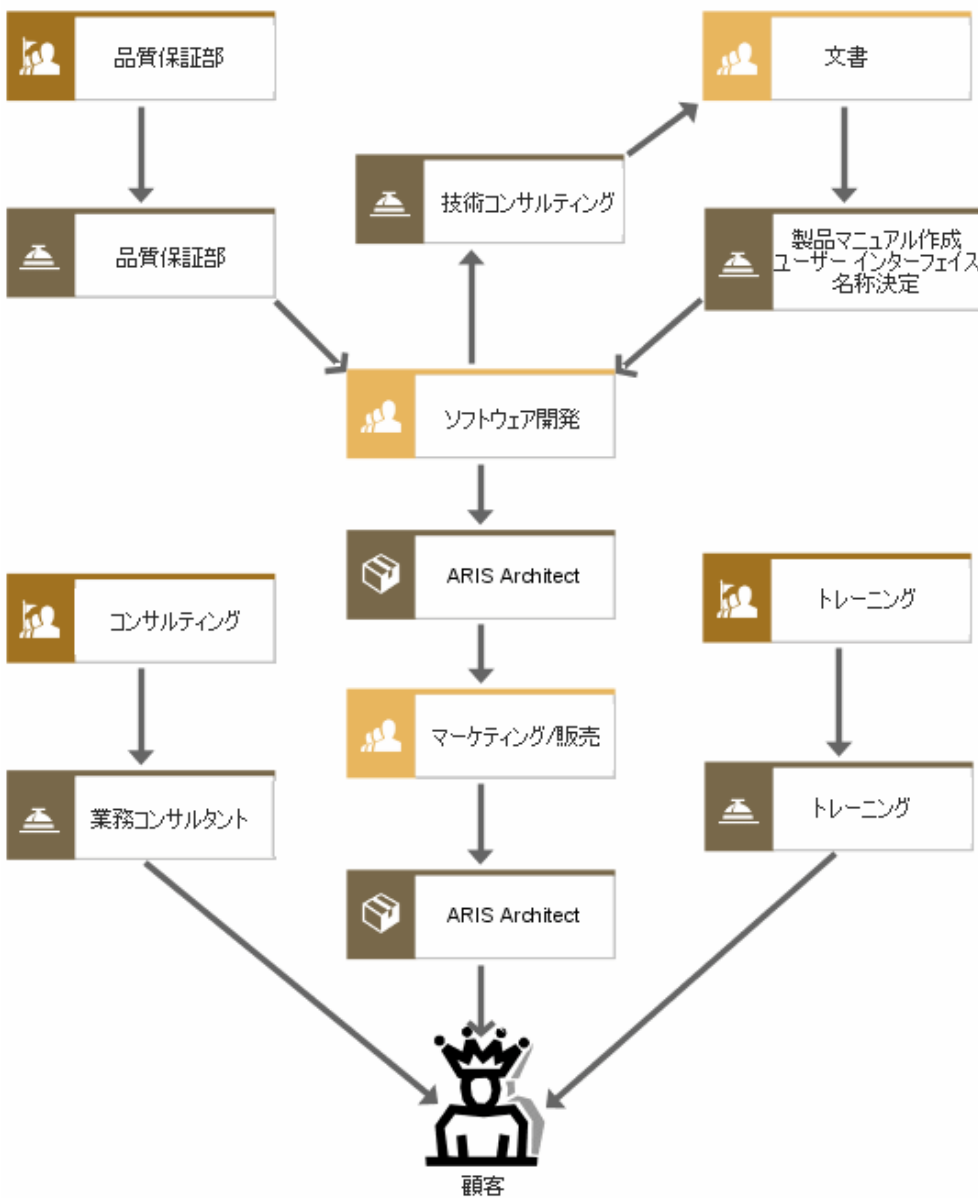 品質保証部
文書
技術コンサルティング
品質保証部
製品マニュアル作成
ユーザー インターフェイス
名称決定
ソフトウェア開発
ARIS Architect
コンサルティング
トレーニング
マーケティング/販売
業務コンサルタント
トレーニング
ARIS Architect
顧客